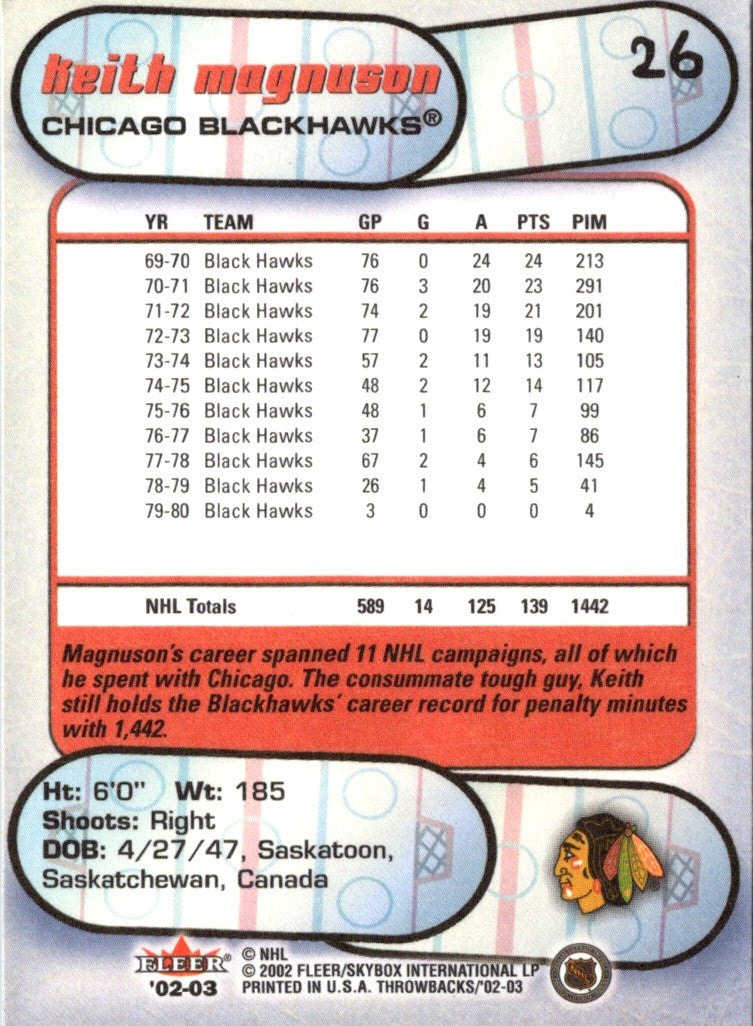 Keith Magnuson
26
CHICAGO BLACKHAWKS®
YR TEAM GP G A PTS PIM
69-70 Black Hawks 76 0 24 24 213
70-71 Black Hawks 76 3 20 23 291
71-72 Black Hawks 74 2 19 21 201
72-73 Black Hawks 77 0 19 19 140
73-74 Black Hawks 57 2 11 13 105
74-75 Black Hawks 48 2 12 14 117
75-76 Black Hawks 48 1 6 7 99
76-77 Black Hawks 37 1 6 7 86
77-78 Black Hawks 67 2 4 6 145
78-79 Black Hawks 26 1 4 5 41
79-80 Black Hawks 3 0 0 0 4
NHL Totals 589 14 125 139 1442
Magnuson's career spanned 11 NHL campaigns, all of which
he spent with Chicago. The consummate tough guy, Keith
still holds the Blackhawks' career record for penalty minutes
with 1,442.
Ht: 6'0" Wt: 185
Shoots: Right
DOB: 4/27/47, Saskatoon,
Saskatchewan, Canada
FLEER®
'02-03
© NHL
© 2002 FLEER/SKYBOX INTERNATIONAL LP
PRINTED IN U.S.A. THROWBACKS/'02-03
NHL